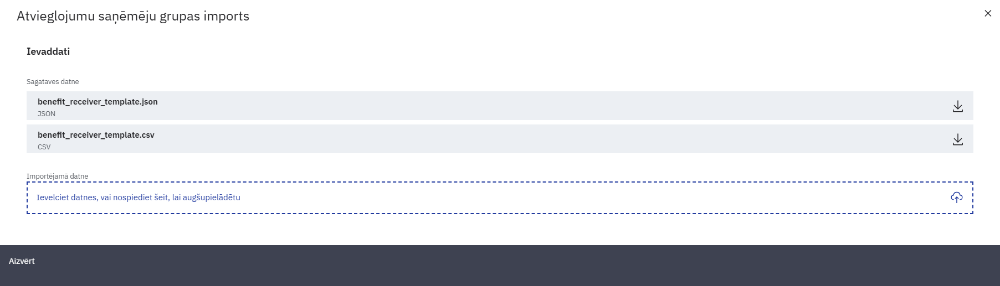 Atvieglojumu saņēmēju grupas imports
Ievaddati
Sagataves datne
benefit_receiver_template.json
JSON
benefit_receiver_template.csv
CSV
Importējamā datne
Ievelciet datnes, vai nospiediet šeit, lai augšupielādētu
Aizvērt